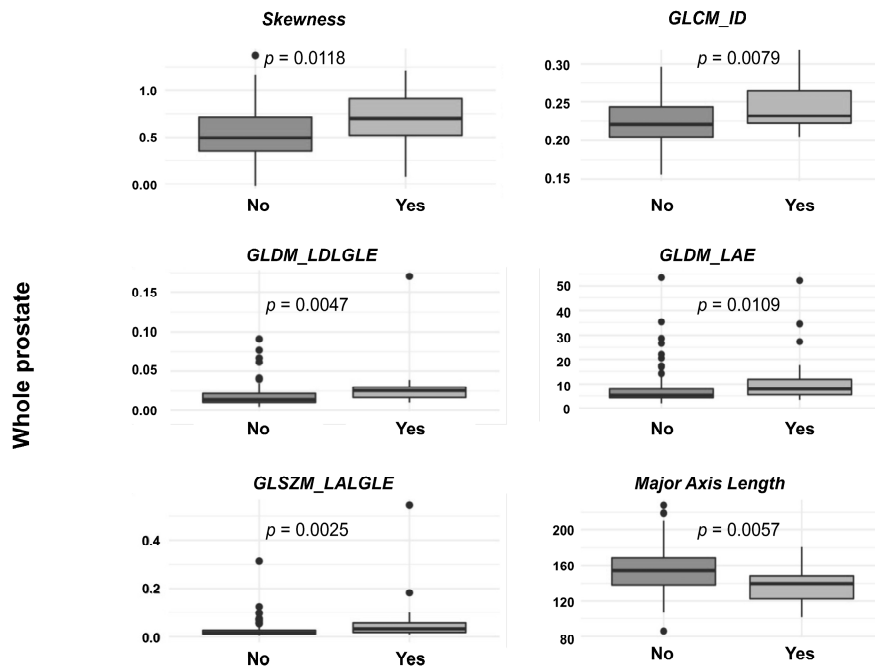 Whole prostate
Skewness
p = 0.0118
1.0
0.5
0.00
No Yes
GLCM_ID
p = 0.0079
0.30
0.25
0.20
0.15
No Yes
GLDM_LDLGLE
p = 0.0047
0.15
0.10
0.05
0.00
No Yes
GLDM_LAE
p = 0.0109
50
40
30
20
10
0
No Yes
GLSZM_LALGLE
p = 0.0025
0.4
0.2
0.0
No Yes
Major Axis Length
p = 0.0057
200
160
120
80
No Yes